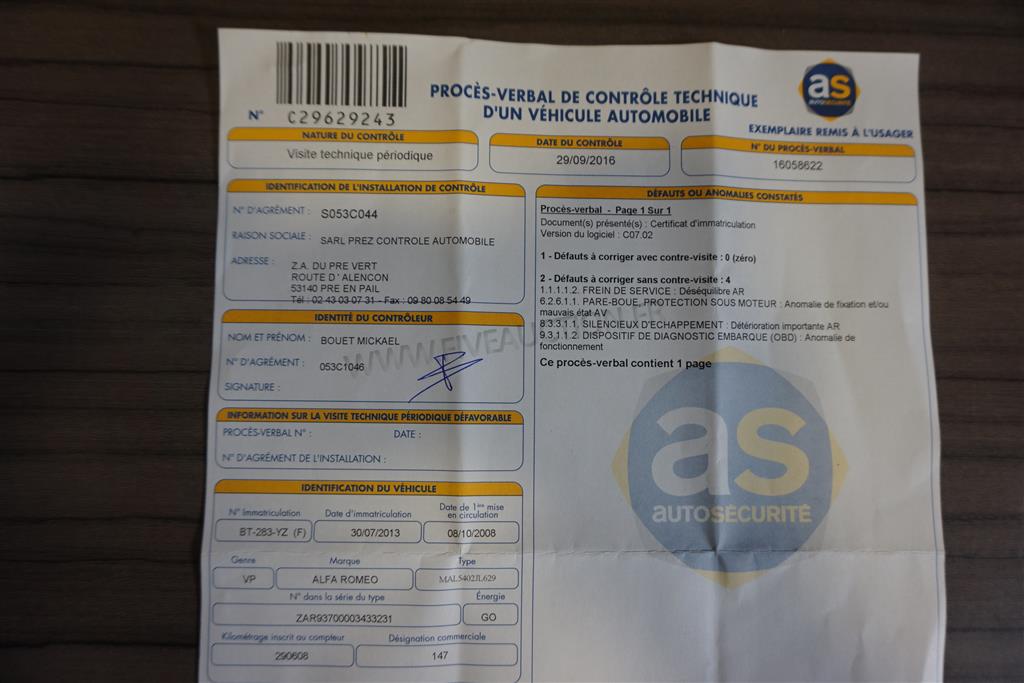 PROCÈS-VERBAL DE CONTRÔLE TECHNIQUE
D'UN VÉHICULE AUTOMOBILE
as
AUTOSÉCURITÉ
N° C29629243
EXEMPLAIRE REMIS À L'USAGER
NATURE DU CONTRÔLE
Visite technique périodique
DATE DU CONTRÔLE
29/09/2016
N° DU PROCÈS-VERBAL
16058622
IDENTIFICATION DE L'INSTALLATION DE CONTRÔLE
N° D'AGRÉMENT : S053C044
RAISON SOCIALE : SARL PREZ CONTROLE AUTOMOBILE
ADRESSE : Z.A. DU PRE VERT
ROUTE D'ALENCON
53140 PRE EN PAIL
Tél : 02 43 03 07 31 - Fax : 09 80 08 54 49
IDENTITÉ DU CONTRÔLEUR
NOM ET PRÉNOM : BOUET MICKAEL
N° D'AGRÉMENT : 053C1046
SIGNATURE :
INFORMATION SUR LA VISITE TECHNIQUE PÉRIODIQUE DÉFAVORABLE
PROCÈS-VERBAL N° : DATE :
N° D'AGRÉMENT DE L'INSTALLATION :
IDENTIFICATION DU VÉHICULE
N° Immatriculation Date d'immatriculation Date de 1ère mise
en circulation
BT-283-YZ (F) 30/07/2013 08/10/2008
Genre Marque Type
VP ALFA ROMEO MAL5402JL629
N° dans la série du type Énergie
ZAR93700003433231 GO
Kilométrage inscrit au compteur Désignation commerciale
290608 147
DÉFAUTS OU ANOMALIES CONSTATÉS
Procès-verbal - Page 1 Sur 1
Document(s) présenté(s) : Certificat d'immatriculation
Version du logiciel : C07.02
1 - Défauts à corriger avec contre-visite : 0 (zéro)
2 - Défauts à corriger sans contre-visite : 4
1.1.1.1.2. FREIN DE SERVICE : Déséquilibre AR
6.2.6.1.1. PARE-BOUE, PROTECTION SOUS MOTEUR : Anomalie de fixation et/ou
mauvais état AV
8.3.3.1.1. SILENCIEUX D'ECHAPPEMENT : Détérioration importante AR
9.3.1.1.2. DISPOSITIF DE DIAGNOSTIC EMBARQUE (OBD) : Anomalie de
fonctionnement
Ce procès-verbal contient 1 page
as
AUTOSÉCURITÉ